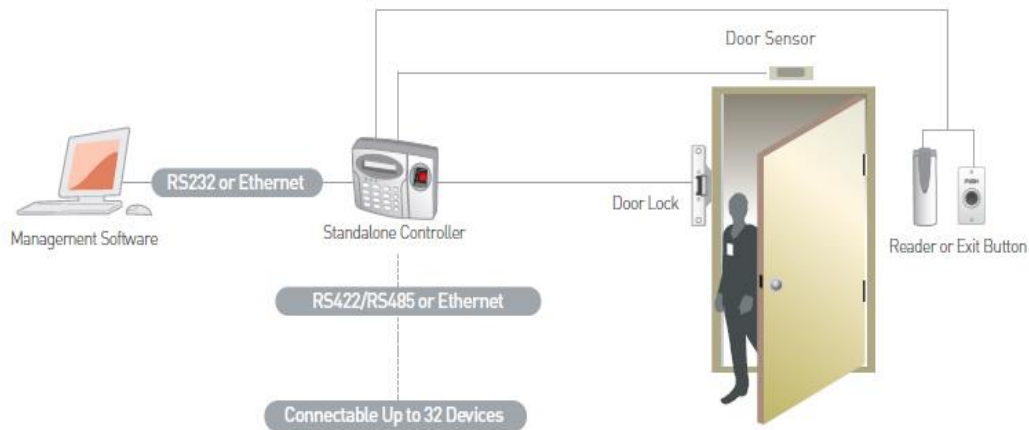 Door Sensor
RS232 or Ethernet
Door Lock
Management Software
Standalone Controller
PUSH
Reader or Exit Button
RS422/RS485 or Ethernet
Connectable Up to 32 Devices